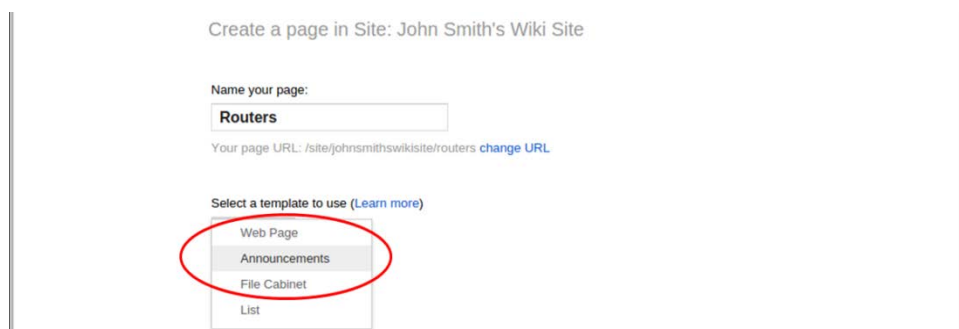 Create a page in Site: John Smith's Wiki Site
Name your page:
Routers
Your page URL: /site/johnsmithswikisite/routers change URL
Select a template to use (Learn more)
Web Page
Announcements
File Cabinet
List